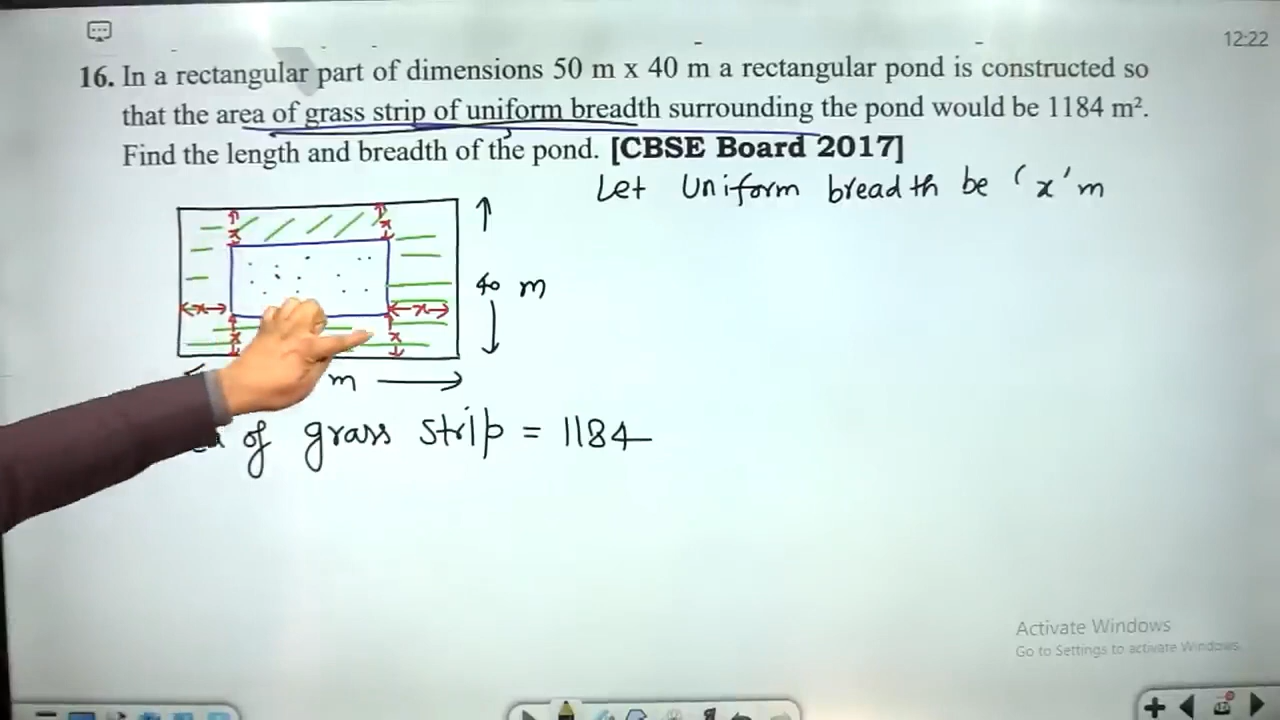 12:22
16. In a rectangular part of dimensions 50 m x 40 m a rectangular pond is constructed so
that the area of grass strip of uniform breadth surrounding the pond would be 1184 m².
Find the length and breadth of the pond. [CBSE Board 2017]
Let Uniform breadth be 'x' m
x x
40 m
x x
x x
m
of grass strip = 1184
Activate Windows
Go to Settings to activate Windows.